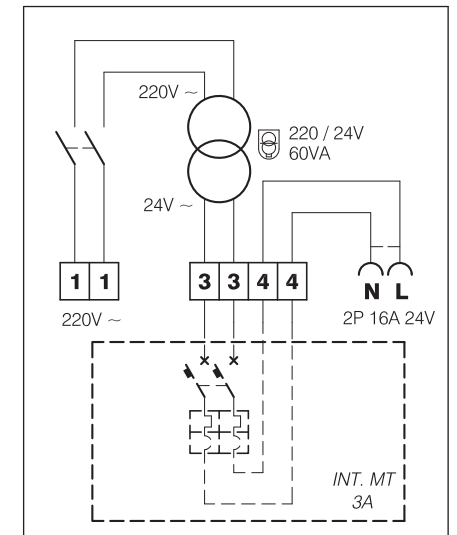 220V ~
220 / 24V
60VA
24V ~
1 1
3 3 4 4
N L
220V ~
2P 16A 24V
INT. MT
3A